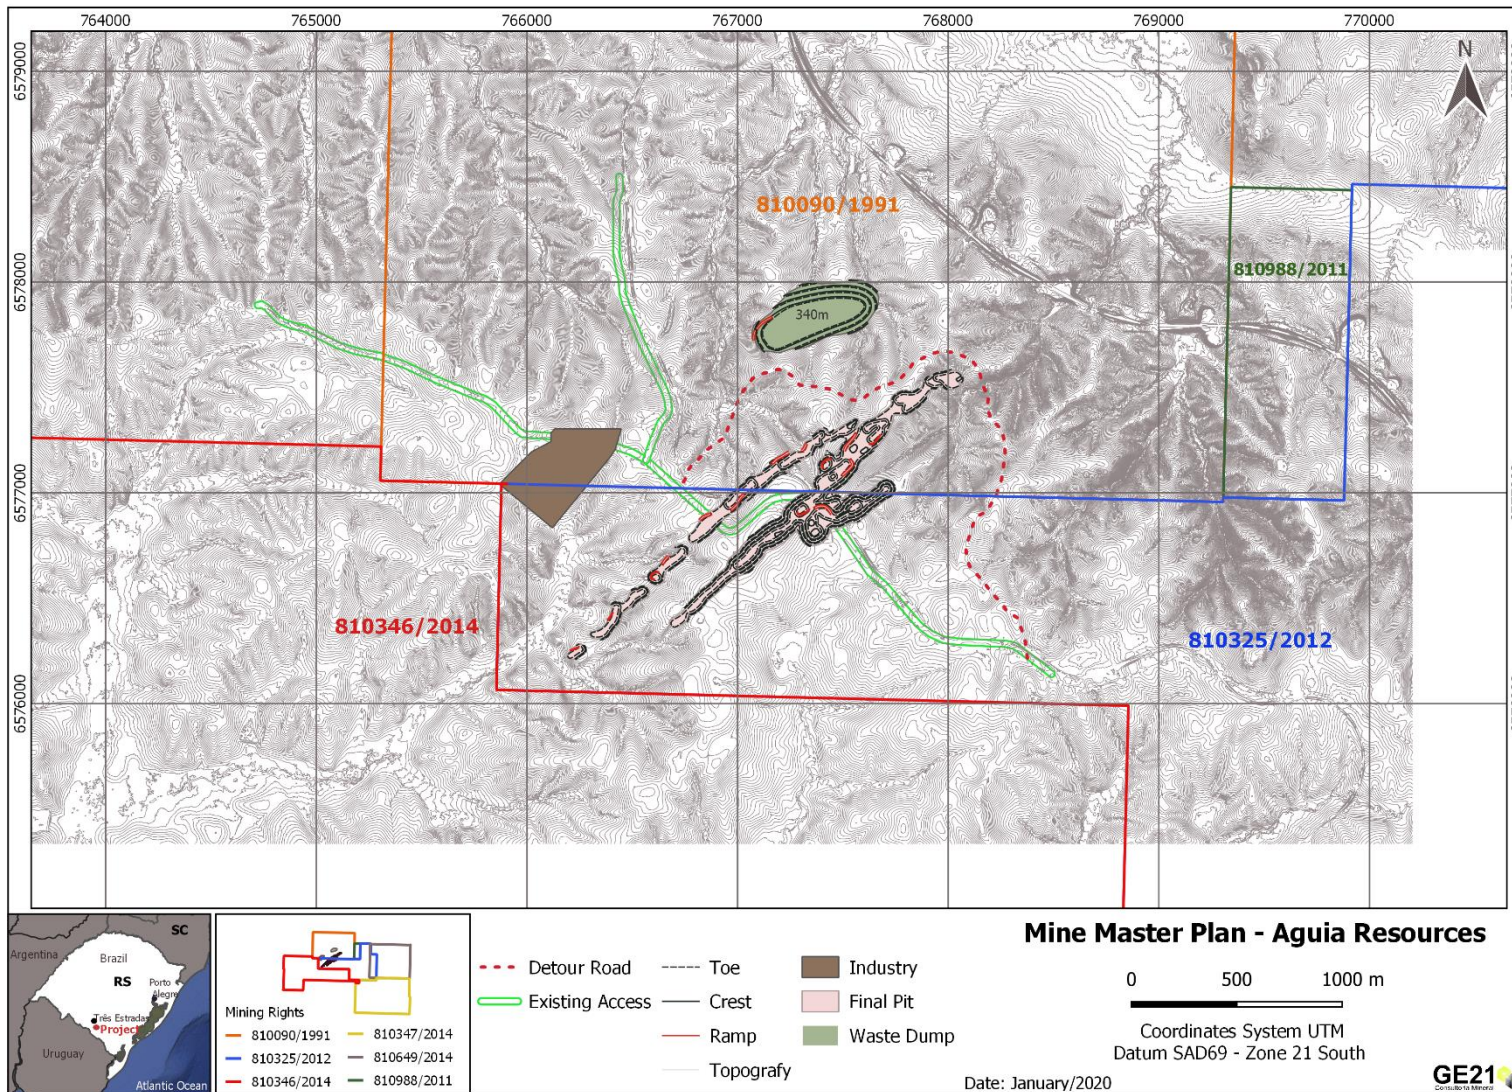 764000 765000 766000 767000 768000 769000 770000
6579000
6578000
6577000
6576000
N
810090/1991
810988/2011
340m
810346/2014
810325/2012
Mine Master Plan - Aguia Resources
0 500 1000 m
Coordinates System UTM
Datum SAD69 - Zone 21 South
Date: January/2020
GE21
Consultoria Mineral
Detour Road
Existing Access
Toe
Crest
Ramp
Topografy
Industry
Final Pit
Waste Dump
Mining Rights
810090/1991
810325/2012
810346/2014
810347/2014
810649/2014
810988/2011
SC
Argentina
Brazil
RS
Porto
Alegre
Três Estradas
Project
Uruguay
Atlantic Ocean